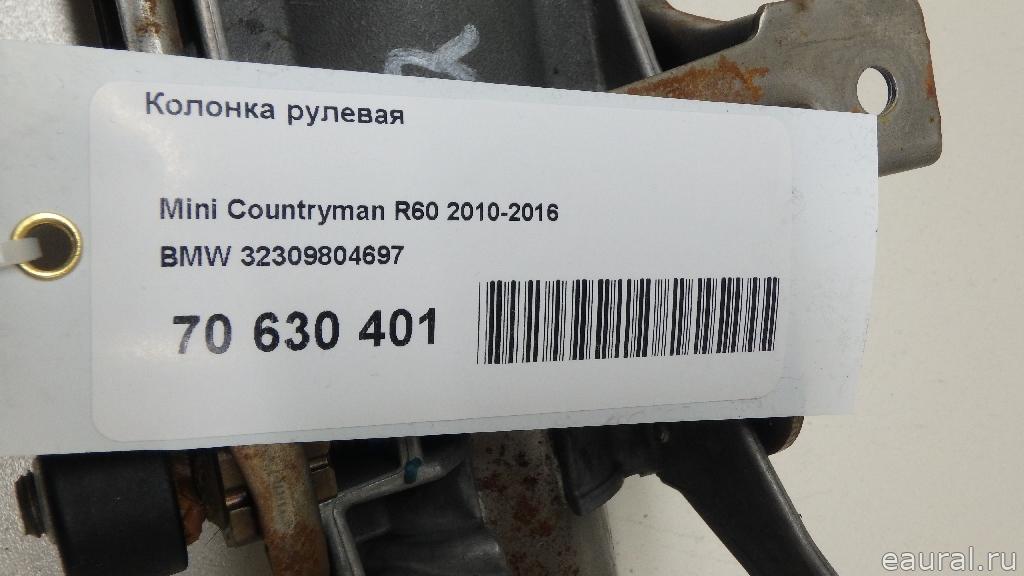 Колонка рулевая
Mini Countryman R60 2010-2016
BMW 32309804697
70 630 401
eaural.ru